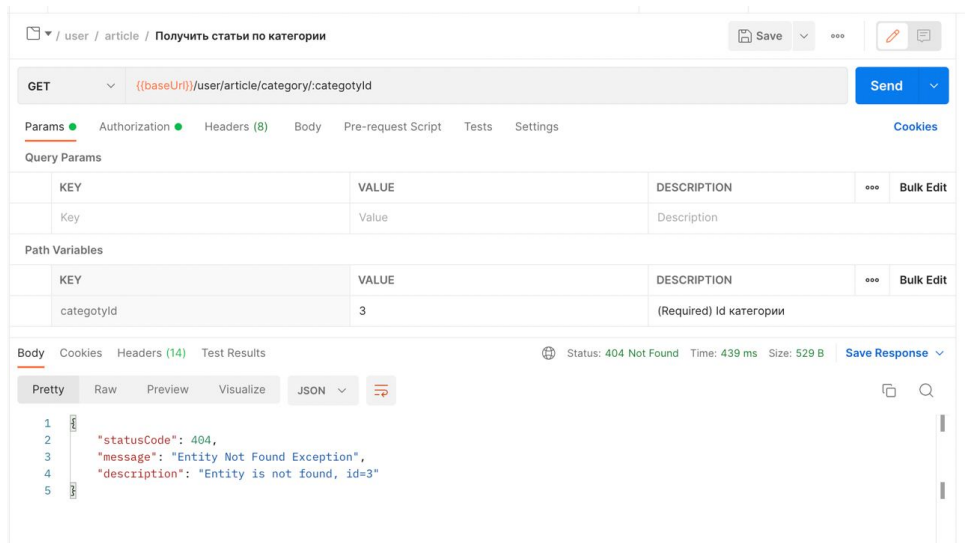 / user / article / Получить статьи по категории
Save
GET {{baseUrl}}/user/article/category/:categotyId Send
Params Authorization Headers (8) Body Pre-request Script Tests Settings Cookies
Query Params
KEY VALUE DESCRIPTION Bulk Edit
Key Value Description
Path Variables
KEY VALUE DESCRIPTION Bulk Edit
categotyId 3 (Required) Id категории
Body Cookies Headers (14) Test Results Status: 404 Not Found Time: 439 ms Size: 529 B Save Response
Pretty Raw Preview Visualize JSON
1 {
2 "statusCode": 404,
3 "message": "Entity Not Found Exception",
4 "description": "Entity is not found, id=3"
5 }